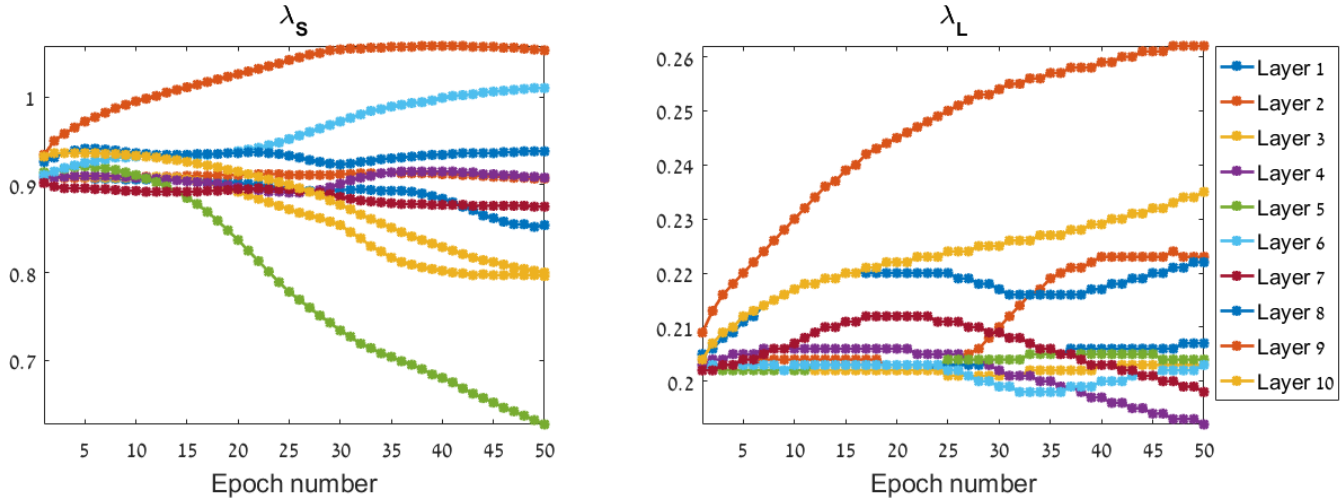 λS
1
0.9
0.8
0.7
5 10 15 20 25 30 35 40 45 50
Epoch number
λL
0.26
0.25
0.24
0.23
0.22
0.21
0.2
5 10 15 20 25 30 35 40 45 50
Epoch number
Layer 1
Layer 2
Layer 3
Layer 4
Layer 5
Layer 6
Layer 7
Layer 8
Layer 9
Layer 10